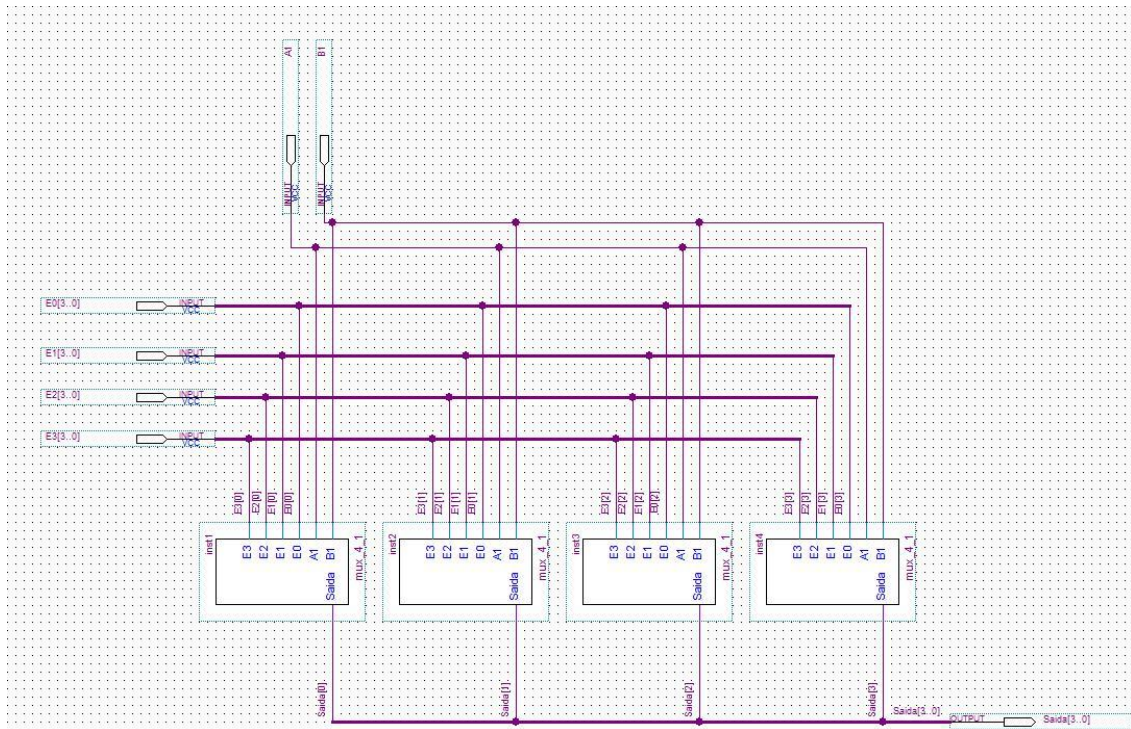 A1 B1
INPUT VCC INPUT VCC
E0[3..0] INPUT VCC
E1[3..0] INPUT VCC
E2[3..0] INPUT VCC
E3[3..0] INPUT VCC
E3[0] E2[0] E1[0] E0[0] E3[1] E2[1] E1[1] E0[1] E3[2] E2[2] E1[2] E0[2] E3[3] E2[3] E1[3] E0[3]
inst1 E3 E2 E1 E0 A1 B1 Saida mux_4_1
inst2 E3 E2 E1 E0 A1 B1 Saida mux_4_1
inst3 E3 E2 E1 E0 A1 B1 Saida mux_4_1
inst4 E3 E2 E1 E0 A1 B1 Saida mux_4_1
Saida[0] Saida[1] Saida[2] Saida[3]
Saida[3..0] OUTPUT Saida[3..0]